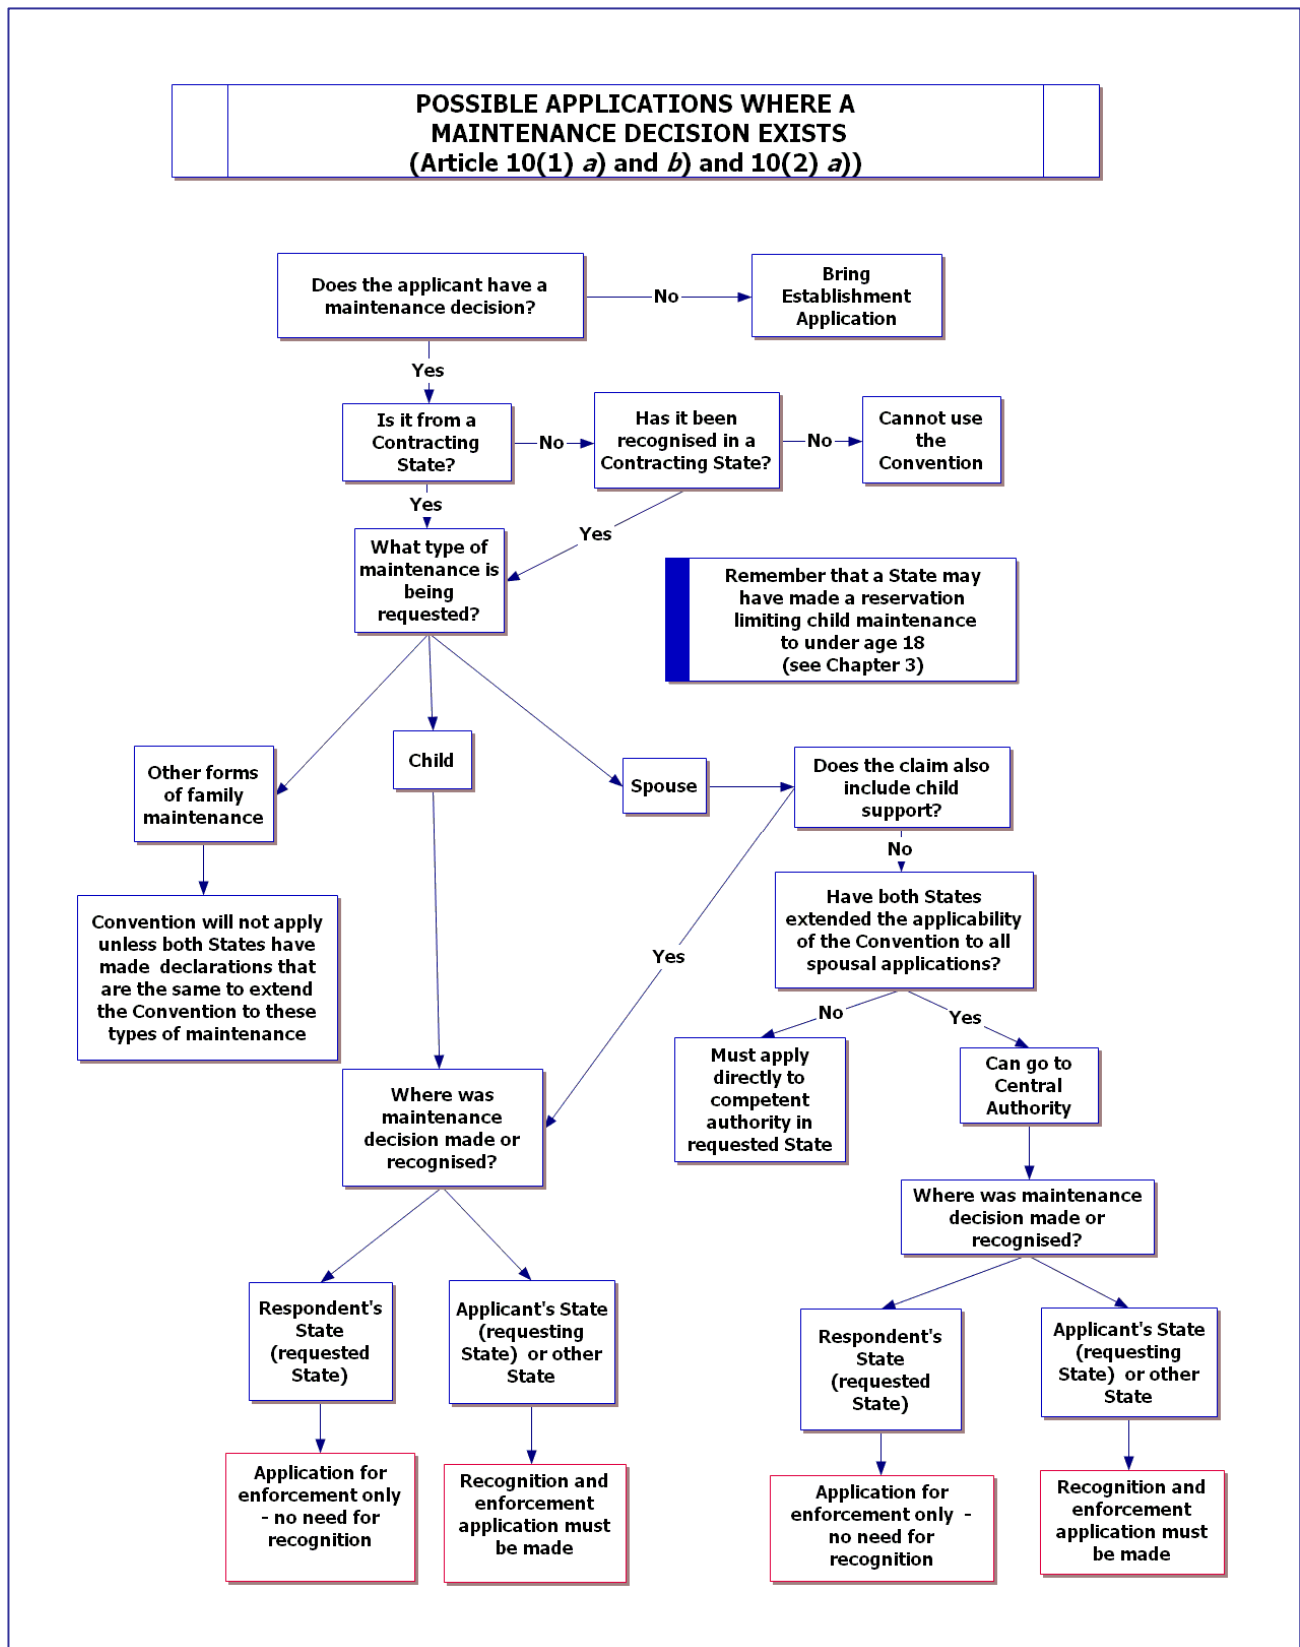 POSSIBLE APPLICATIONS WHERE A
MAINTENANCE DECISION EXISTS
(Article 10(1) a) and b) and 10(2) a))
Does the applicant have a
maintenance decision?
No
Bring
Establishment
Application
Yes
Is it from a
Contracting
State?
No
Has it been
recognised in a
Contracting State?
No
Cannot use
the
Convention
Yes
Yes
What type of
maintenance is
being
requested?
Remember that a State may
have made a reservation
limiting child maintenance
to under age 18
(see Chapter 3)
Other forms
of family
maintenance
Child
Spouse
Does the claim also
include child
support?
No
Convention will not apply
unless both States have
made declarations that
are the same to extend
the Convention to these
types of maintenance
Yes
Have both States
extended the applicability
of the Convention to all
spousal applications?
No
Yes
Must apply
directly to
competent
authority in
requested State
Can go to
Central
Authority
Where was
maintenance
decision made or
recognised?
Where was maintenance
decision made or
recognised?
Respondent's
State
(requested
State)
Applicant's State
(requesting
State) or other
State
Respondent's
State
(requested
State)
Applicant's State
(requesting
State) or other
State
Application for
enforcement only
- no need for
recognition
Recognition and
enforcement
application must
be made
Application for
enforcement only -
no need for
recognition
Recognition and
enforcement
application must
be made